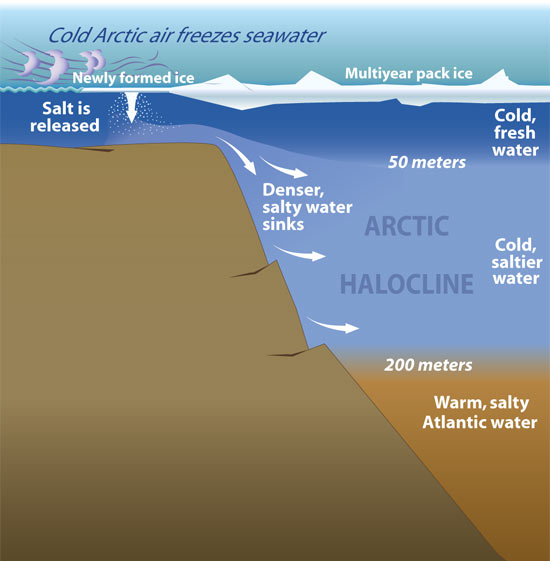 Cold Arctic air freezes seawater
Newly formed ice
Multiyear pack ice
Salt is
released
Cold,
fresh
water
50 meters
Denser,
salty water
sinks
ARCTIC
HALOCLINE
Cold,
saltier
water
200 meters
Warm, salty
Atlantic water